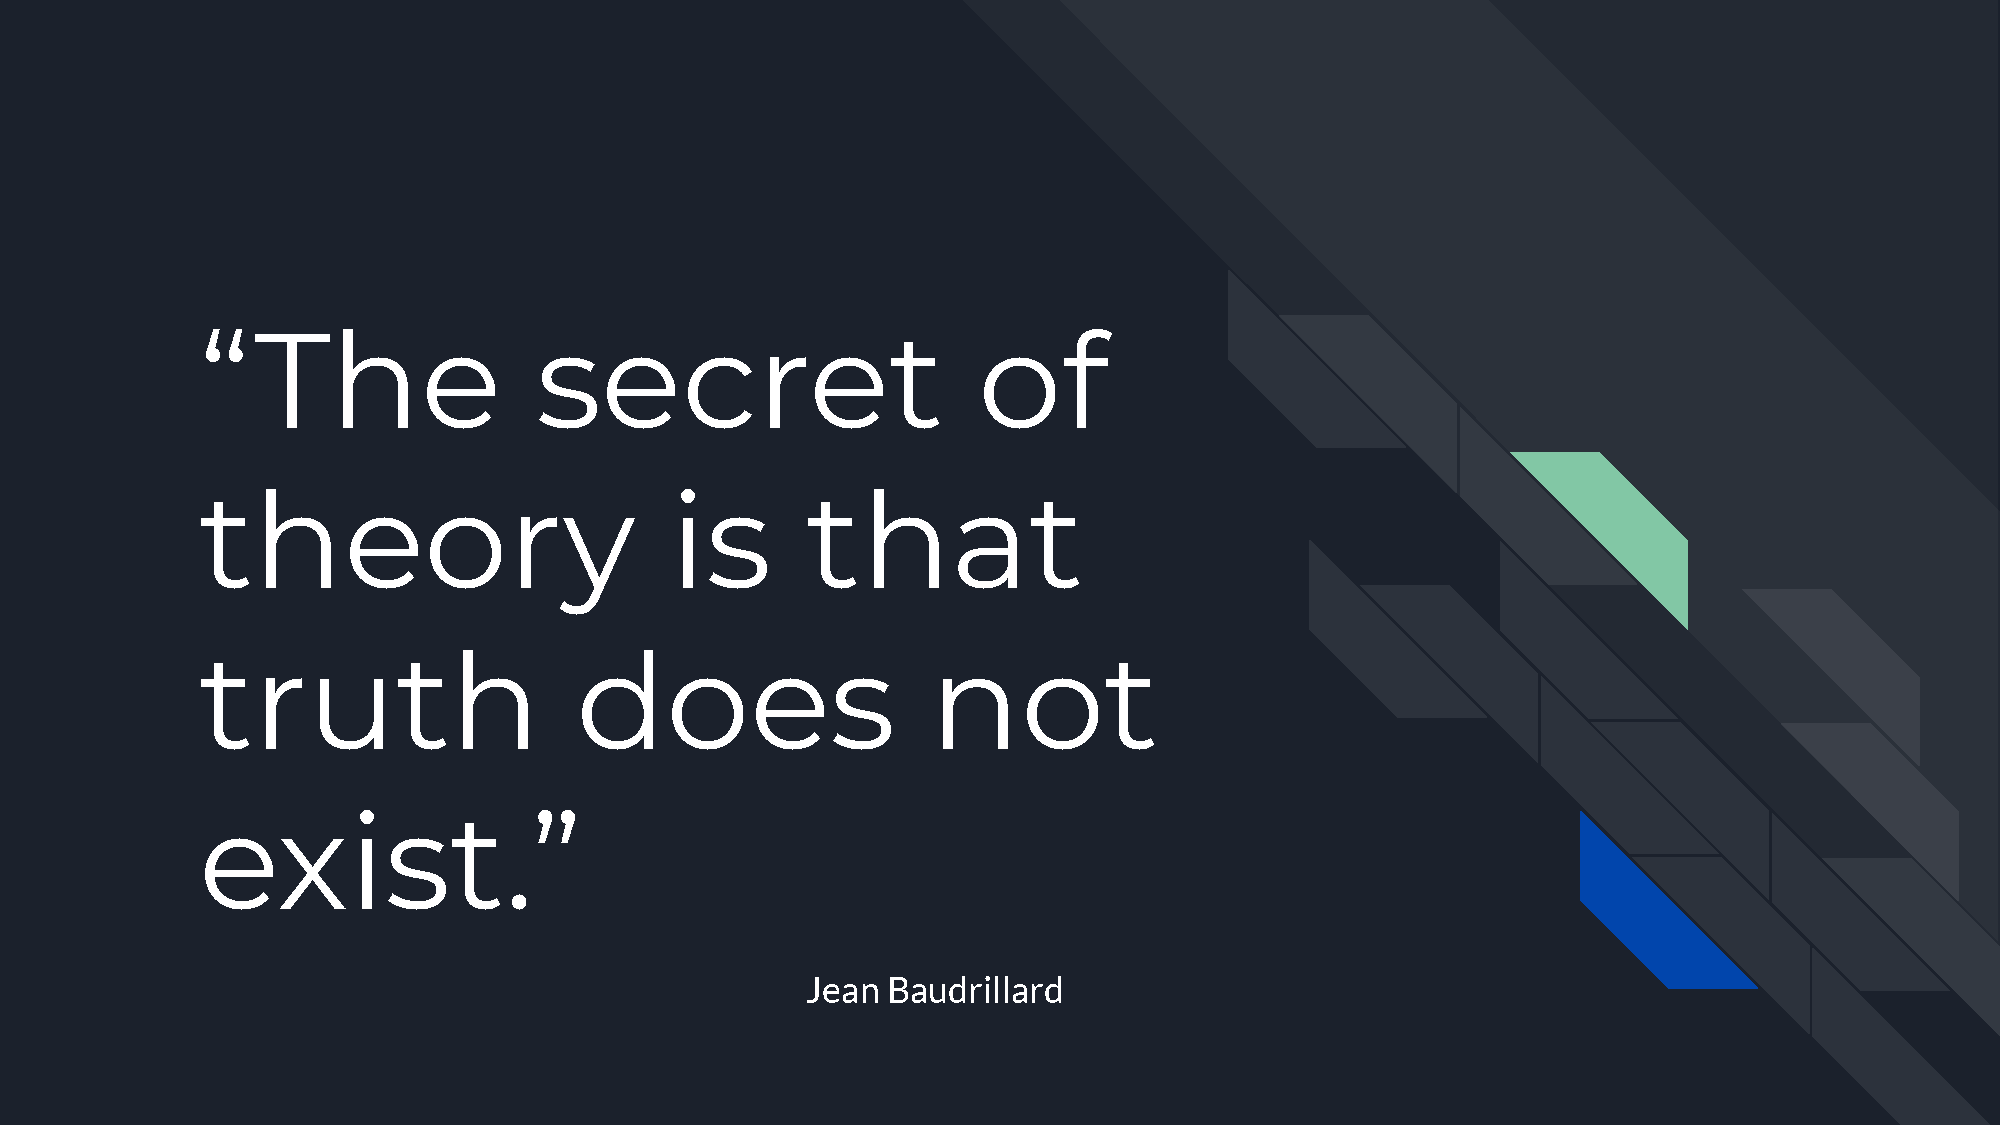 “The secret of
theory is that
truth does not
exist.”
Jean Baudrillard